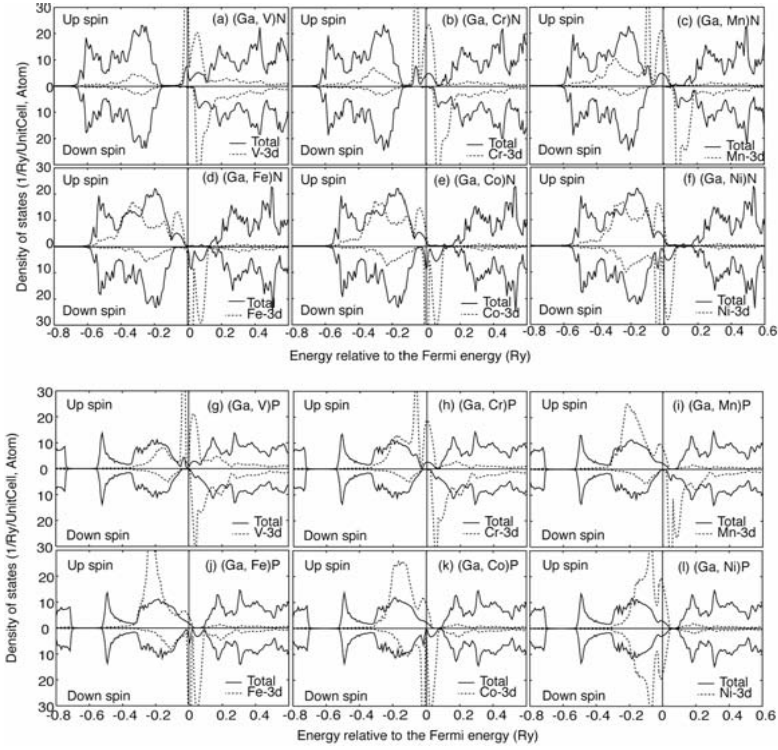 Density of states (1/Ry/UnitCell, Atom)
30
20
10
0
10
20
30
Up spin
(a) (Ga, V)N
Down spin
Total
V-3d
Up spin
(b) (Ga, Cr)N
Down spin
Total
Cr-3d
Up spin
(c) (Ga, Mn)N
Down spin
Total
Mn-3d
20
10
0
10
20
30
Up spin
(d) (Ga, Fe)N
Down spin
Total
Fe-3d
Up spin
(e) (Ga, Co)N
Down spin
Total
Co-3d
Up spin
(f) (Ga, Ni)N
Down spin
Total
Ni-3d
-0.8 -0.6 -0.4 -0.2 0 0.2 0.4 -0.8 -0.6 -0.4 -0.2 0 0.2 0.4 -0.8 -0.6 -0.4 -0.2 0 0.2 0.4 0.6
Energy relative to the Fermi energy (Ry)
Density of states (1/Ry/UnitCell, Atom)
30
20
10
0
10
20
30
Up spin
(g) (Ga, V)P
Down spin
Total
V-3d
Up spin
(h) (Ga, Cr)P
Down spin
Total
Cr-3d
Up spin
(i) (Ga, Mn)P
Down spin
Total
Mn-3d
20
10
0
10
20
30
Up spin
(j) (Ga, Fe)P
Down spin
Total
Fe-3d
Up spin
(k) (Ga, Co)P
Down spin
Total
Co-3d
Up spin
(l) (Ga, Ni)P
Down spin
Total
Ni-3d
-0.8 -0.6 -0.4 -0.2 0 0.2 0.4 -0.8 -0.6 -0.4 -0.2 0 0.2 0.4 -0.8 -0.6 -0.4 -0.2 0 0.2 0.4 0.6
Energy relative to the Fermi energy (Ry)